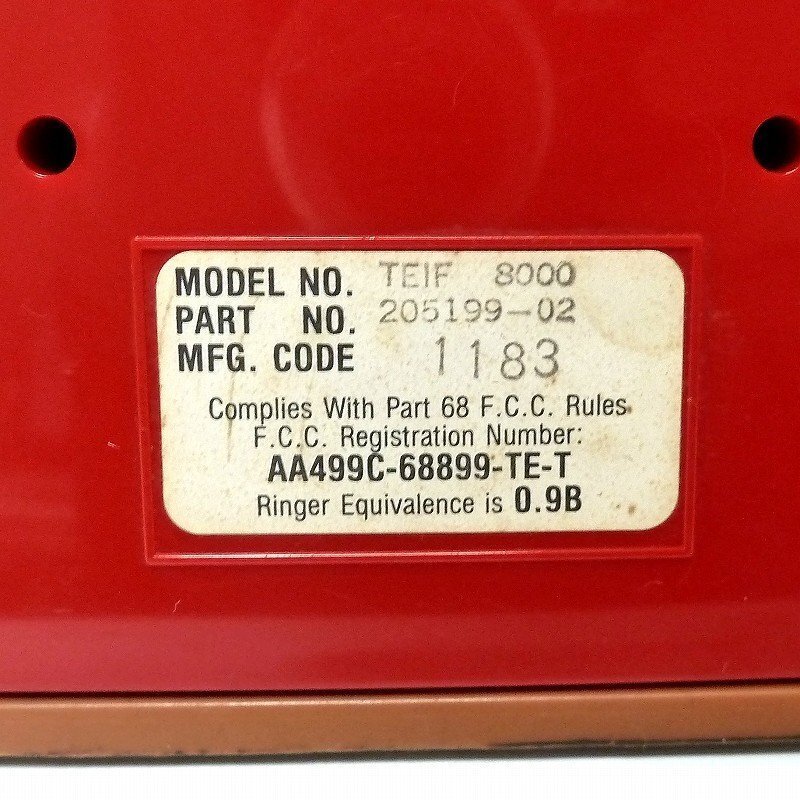 MODEL NO. TEIF 8000
PART NO. 205199-02
MFG. CODE 1183
Complies With Part 68 F.C.C. Rules
F.C.C. Registration Number:
AA499C-68899-TE-T
Ringer Equivalence is 0.9B